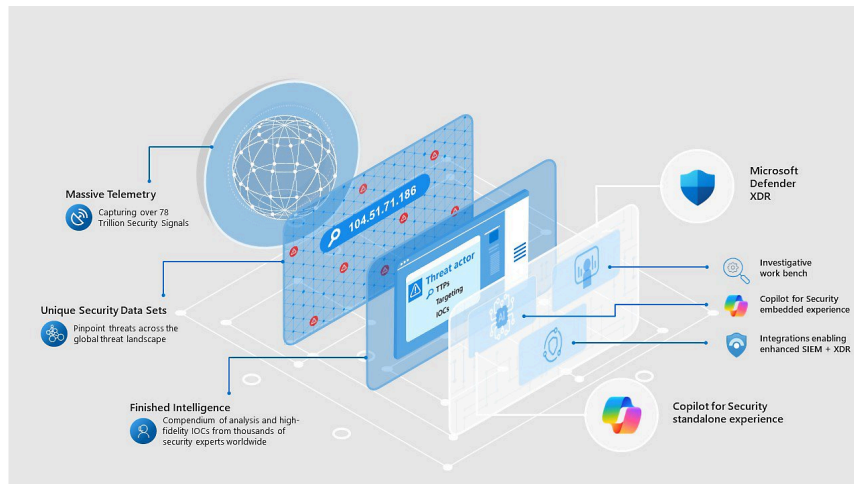 Massive Telemetry
Capturing over 78
Trillion Security Signals
Unique Security Data Sets
Pinpoint threats across the
global threat landscape
Finished Intelligence
Compendium of analysis and high-
fidelity IOCs from thousands of
security experts worldwide
104.51.71.186
Threat actor
TTPs
Targeting
IOCs
AI
Microsoft
Defender
XDR
Investigative
work bench
Copilot for Security
embedded experience
Integrations enabling
enhanced SIEM + XDR
Copilot for Security
standalone experience